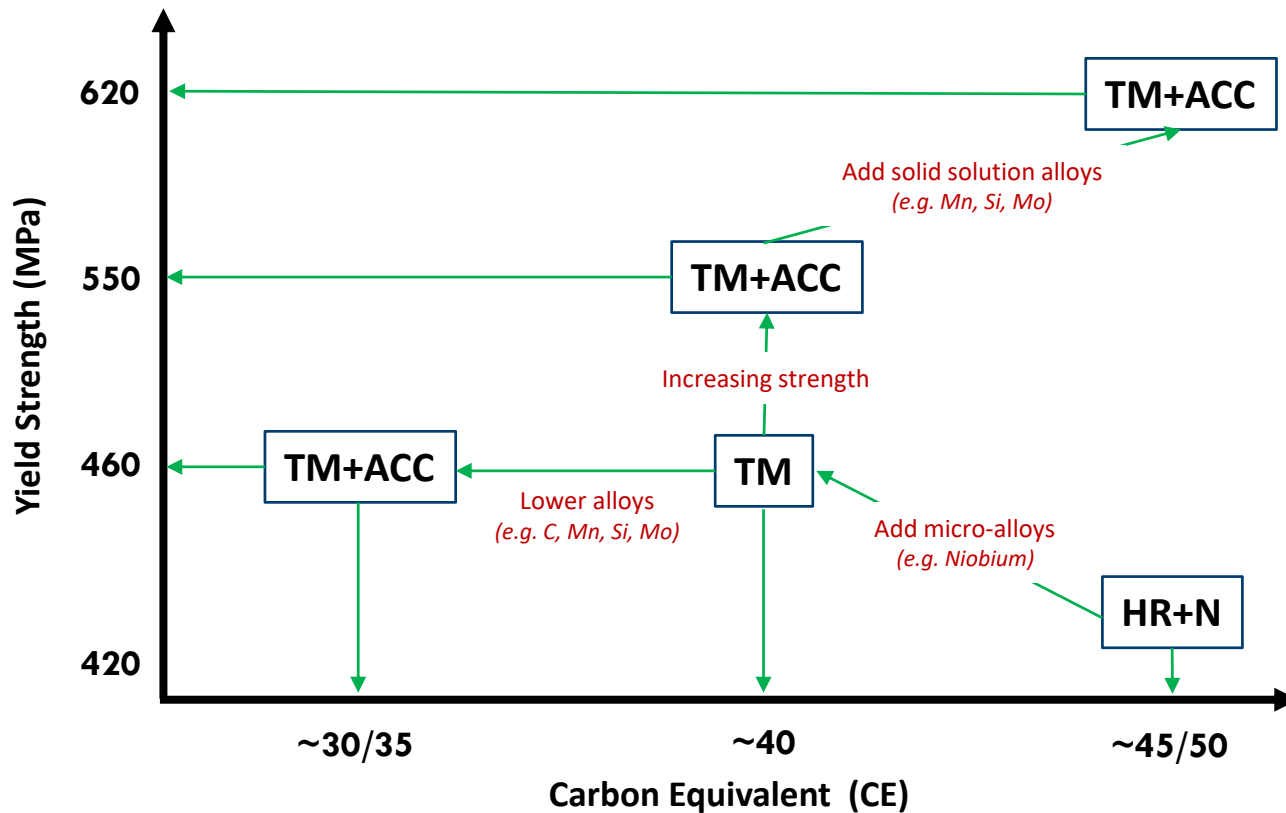 620
TM+ACC
Add solid solution alloys
(e.g. Mn, Si, Mo)
Yield Strength (MPa)
550
TM+ACC
Increasing strength
460
TM+ACC
TM
Lower alloys
(e.g. C, Mn, Si, Mo)
Add micro-alloys
(e.g. Niobium)
HR+N
420
~30/35
~40
~45/50
Carbon Equivalent (CE)